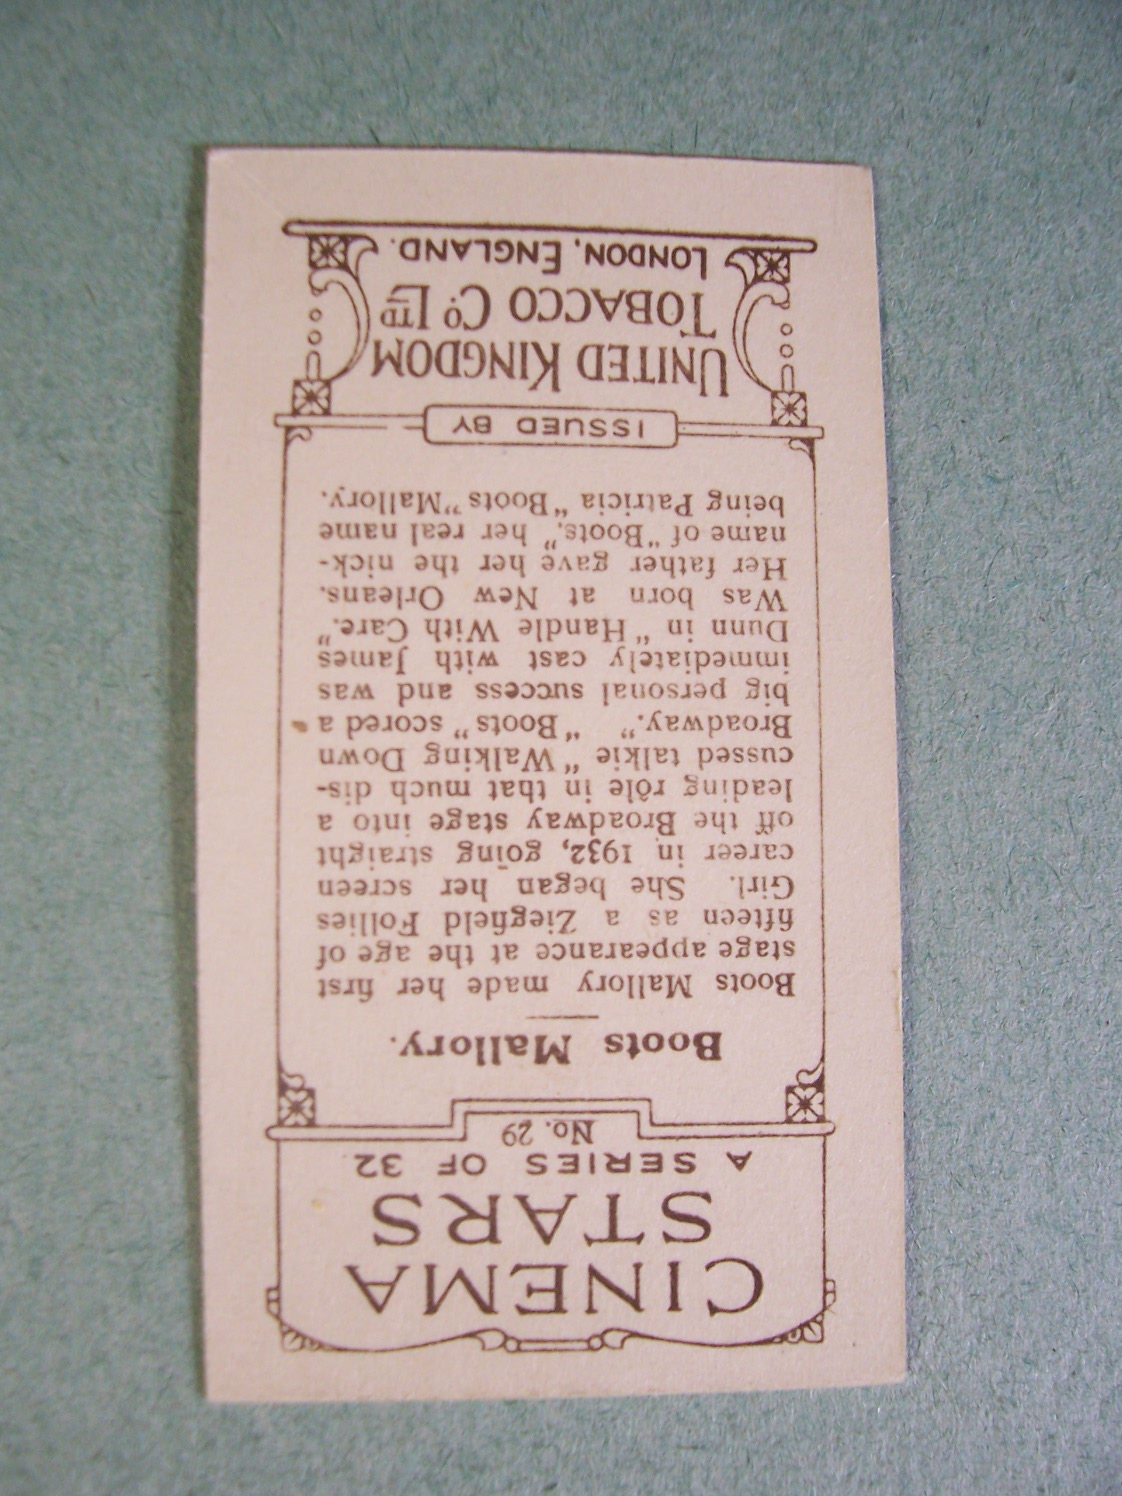 CINEMA
STARS
A SERIES OF 32
No. 29
Boots Mallory.
Boots Mallory made her first
stage appearance at the age of
fifteen as a Ziegfield Follies
Girl. She began her screen
career in 1932, going straight
off the Broadway stage into a
leading rôle in that much dis-
cussed talkie "Walking Down
Broadway." "Boots" scored a
big personal success and was
immediately cast with James
Dunn in "Handle With Care."
Was born at New Orleans.
Her father gave her the nick-
name of "Boots," her real name
being Patricia "Boots" Mallory.
ISSUED BY
UNITED KINGDOM
TOBACCO CO LTD
LONDON, ENGLAND.